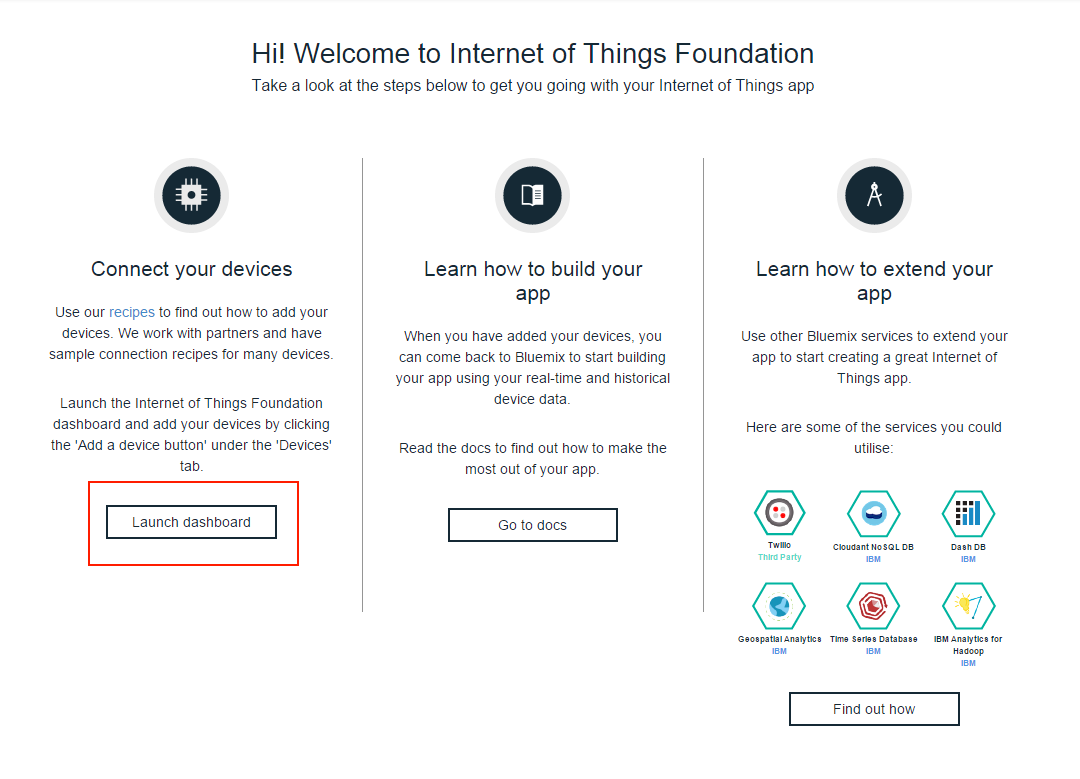 Hi! Welcome to Internet of Things Foundation
Take a look at the steps below to get you going with your Internet of Things app
Connect your devices
Use our recipes to find out how to add your
devices. We work with partners and have
sample connection recipes for many devices.
Launch the Internet of Things Foundation
dashboard and add your devices by clicking
the 'Add a device button' under the 'Devices'
tab.
Launch dashboard
Learn how to build your
app
When you have added your devices, you
can come back to Bluemix to start building
your app using your real-time and historical
device data.
Read the docs to find out how to make the
most out of your app.
Go to docs
Learn how to extend your
app
Use other Bluemix services to extend your
app to start creating a great Internet of
Things app.
Here are some of the services you could
utilise:
Twilio
Third Party
Cloudant NoSQL DB
IBM
Dash DB
IBM
Geospatial Analytics
IBM
Time Series Database
IBM
IBM Analytics for
Hadoop
IBM
Find out how